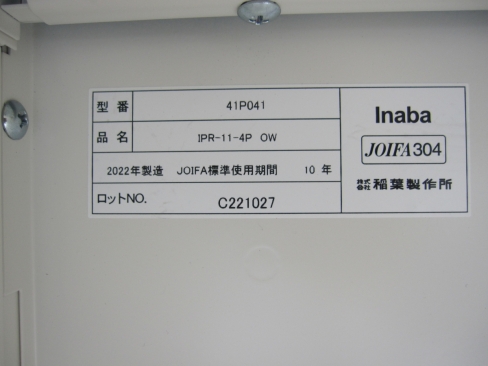 型番 41P041
品名 IPR-11-4P OW
2022年製造 JOIFA標準使用期間 10 年
ロットNO. C221027
Inaba
JOIFA304
株式会社 稲葉製作所